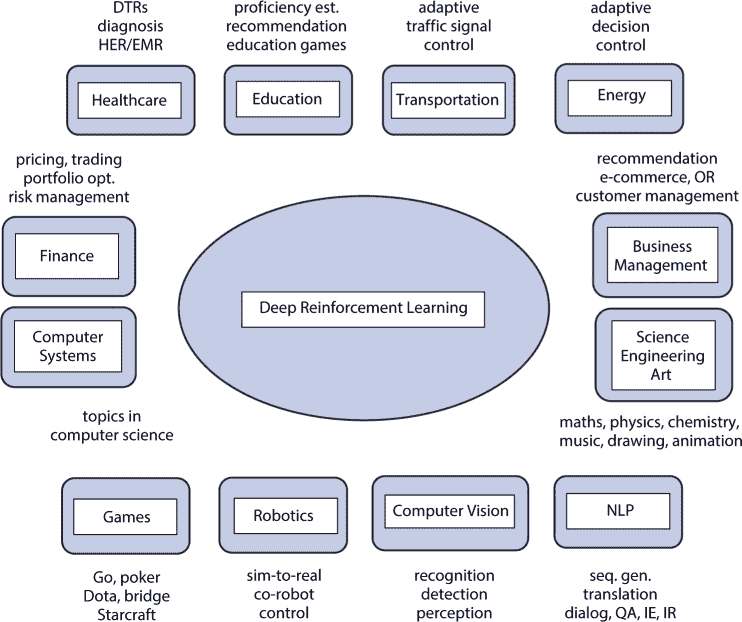 DTRs
diagnosis
HER/EMR
proficiency est.
recommendation
education games
adaptive
traffic signal
control
adaptive
decision
control
Healthcare
Education
Transportation
Energy
pricing, trading
portfolio opt.
risk management
recommendation
e-commerce, OR
customer management
Finance
Business
Management
Deep Reinforcement Learning
Computer
Systems
Science
Engineering
Art
topics in
computer science
maths, physics, chemistry,
music, drawing, animation
Games
Robotics
Computer Vision
NLP
Go, poker
Dota, bridge
Starcraft
sim-to-real
co-robot
control
recognition
detection
perception
seq. gen.
translation
dialog, QA, IE, IR